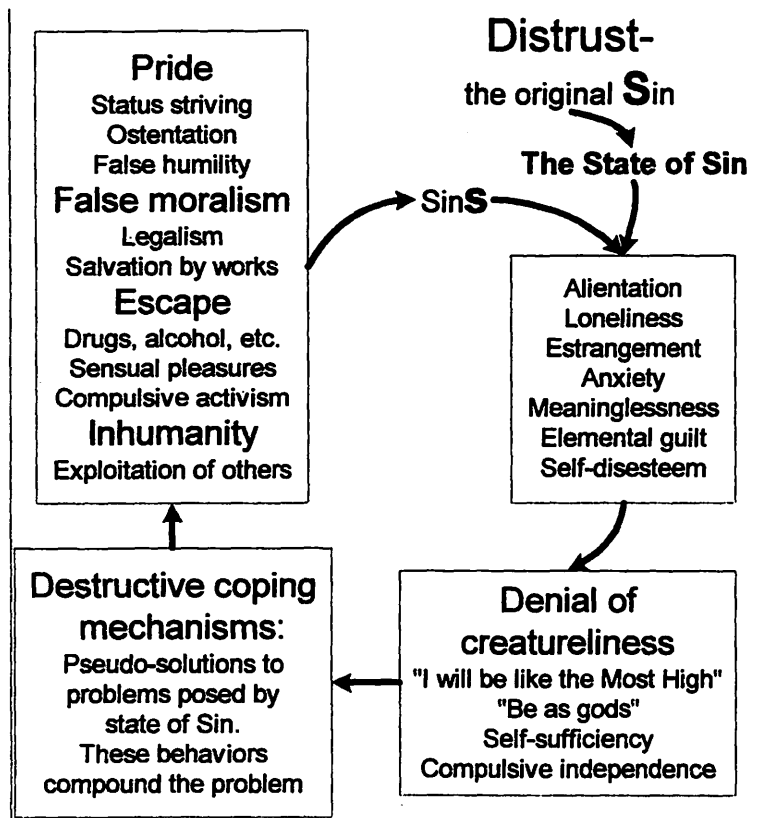 Distrust-
the original Sin
The State of Sin
SinS
Alientation
Loneliness
Estrangement
Anxiety
Meaninglessness
Elemental guilt
Self-disesteem
Denial of
creatureliness
"I will be like the Most High"
"Be as gods"
Self-sufficiency
Compulsive independence
Destructive coping
mechanisms:
Pseudo-solutions to
problems posed by
state of Sin.
These behaviors
compound the problem
Pride
Status striving
Ostentation
False humility
False moralism
Legalism
Salvation by works
Escape
Drugs, alcohol, etc.
Sensual pleasures
Compulsive activism
Inhumanity
Exploitation of others